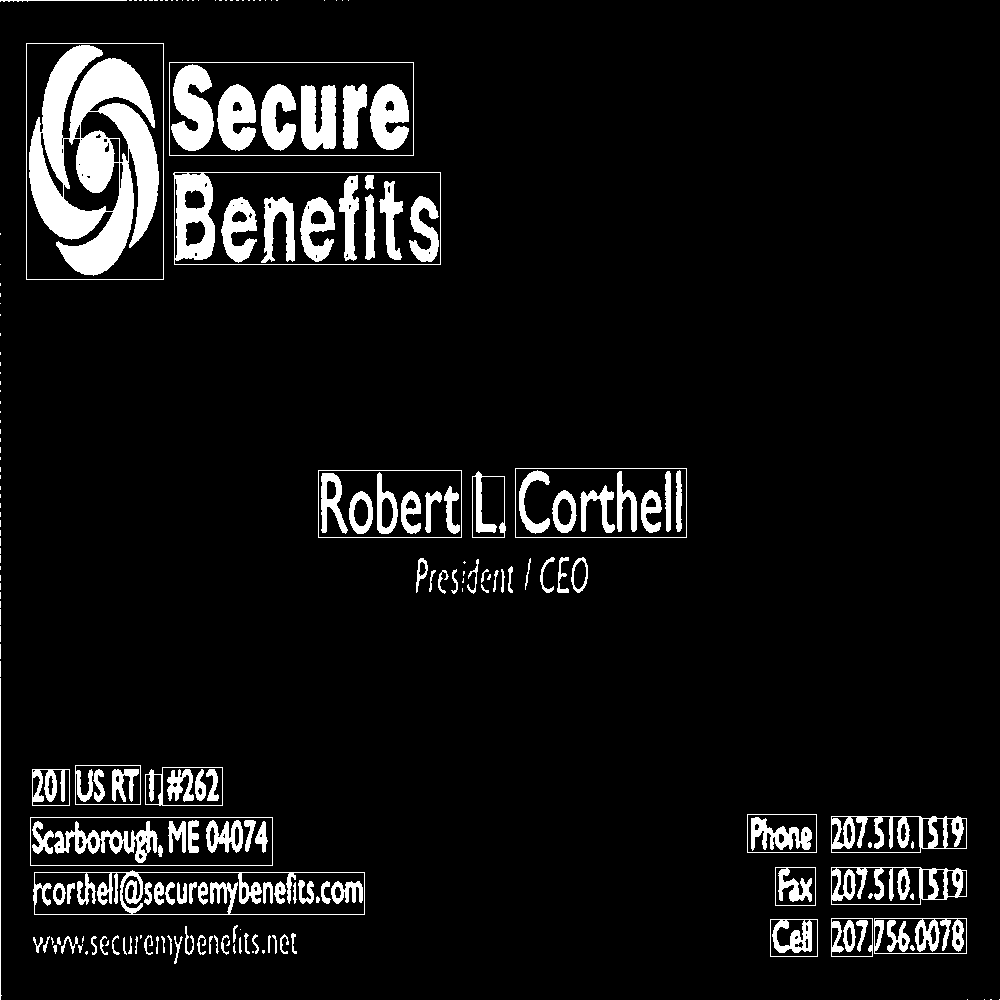 Secure
Benefits
Robert L. Corthell
President / CEO
201 US RT 1, #262
Scarborough, ME 04074
rcorthell@securemybenefits.com
www.securemybenefits.net
Phone 207.510.1519
Fax 207.510.1519
Cell 207.756.0078